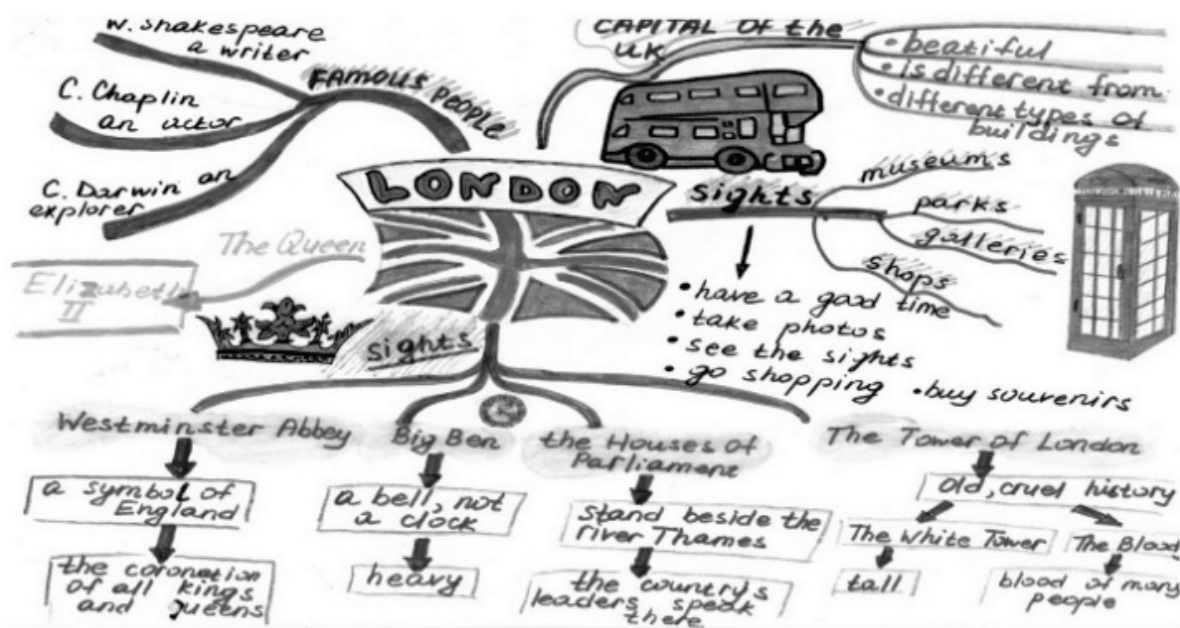 W. Shakespeare
a writer
C. Chaplin
an actor
C. Darwin an
explorer
FAMOUS PEOPLE
CAPITAL OF the
UK
• beatiful
• is different from
• different types of
buildings
LONDON
sights
museums
parks
galleries
shops
• have a good time
• take photos
• see the sights
• go shopping • buy souvenirs
The Queen
Elizabeth
II
sights
Westminster Abbey
a symbol of
England
the coronation
of all kings
and queens
Big Ben
a bell, not
a clock
heavy
the Houses of
Parliament
stand beside the
river Thames
the country's
leaders speak
there
The Tower of London
old, cruel history
The White Tower
tall
The Blood
blood of many
people